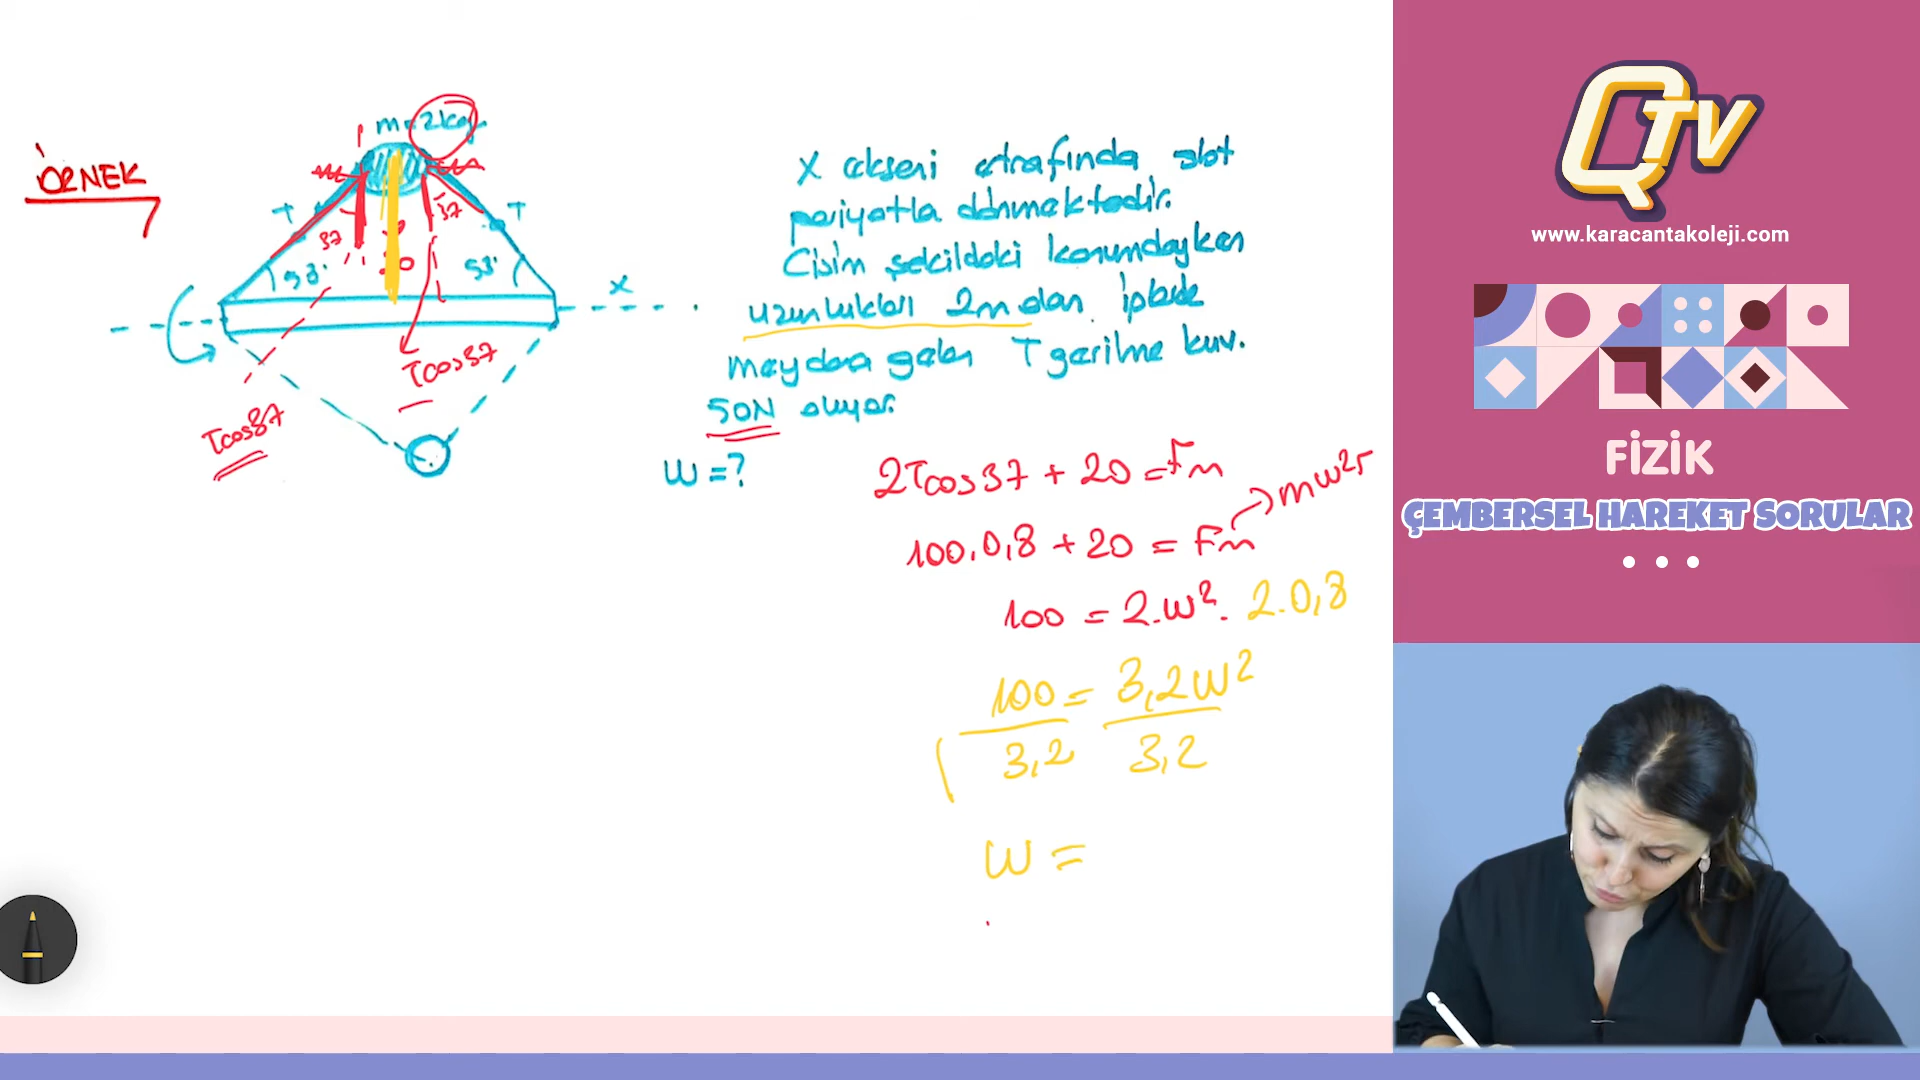 ÖRNEK
m=2kg
T
T
37
37
53°
53°
20
x
Tcos37
Tcos37
X ekseni etrafında sbt
periyotla dönmektedir.
Cisim şekildeki konumdayken
uzunlukları 2m olan iplerde
meydana gelen T gerilme kuv.
50N oluyor.
W=?
2Tcos37 + 20 = Fm
100.0,8 + 20 = Fm → mw²r
100 = 2.w². 2.0,8
100 = 3,2w²
3,2 3,2
w =
QTV
www.karacantakoleji.com
FİZİK
ÇEMBERSEL HAREKET SORULAR